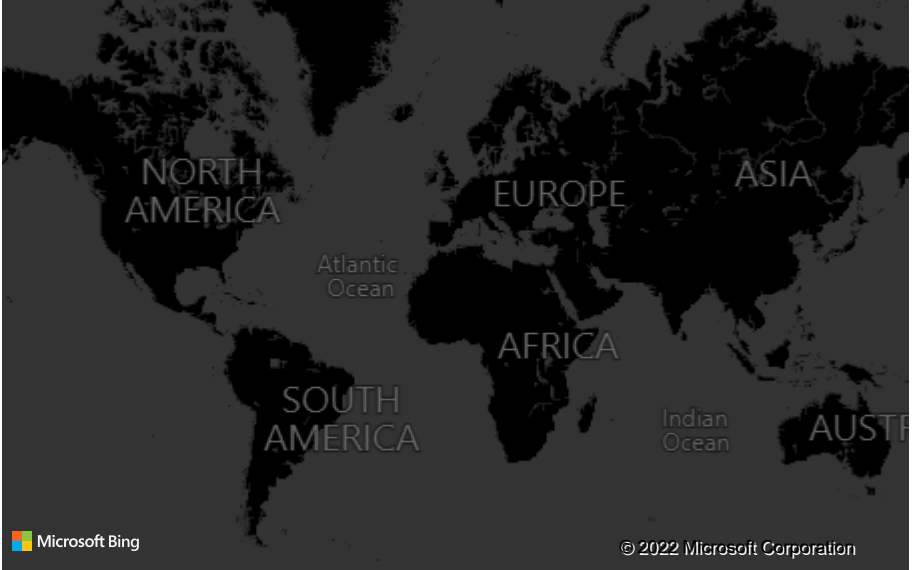 NORTH
AMERICA
EUROPE
ASIA
Atlantic
Ocean
AFRICA
SOUTH
AMERICA
Indian
Ocean
AUSTR
Microsoft Bing
© 2022 Microsoft Corporation